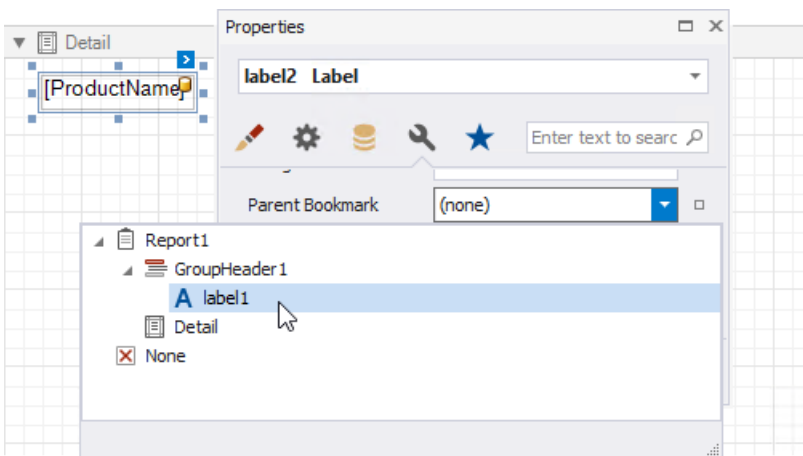 Properties
Detail
label2 Label
[ProductName]
Enter text to searc
Parent Bookmark (none)
Report1
GroupHeader1
A label1
Detail
None